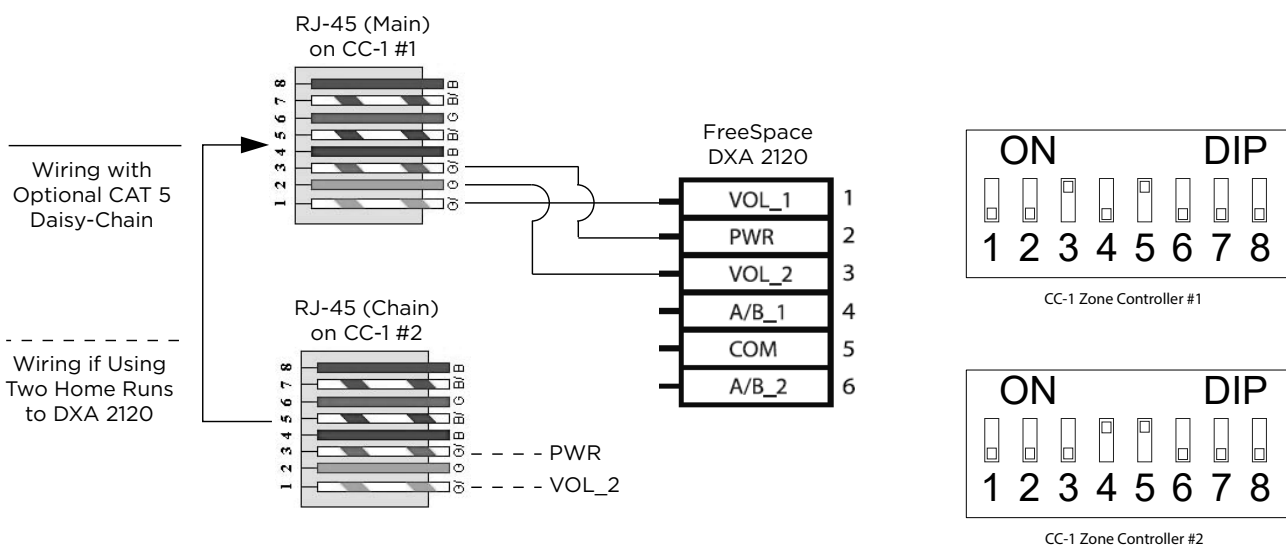 RJ-45 (Main)
on CC-1 #1
8 B
7 B/
6 G
5 B/
4 B
3 G/
2 O
1 O/
Wiring with
Optional CAT 5
Daisy-Chain
Wiring if Using
Two Home Runs
to DXA 2120
RJ-45 (Chain)
on CC-1 #2
8 B
7 B/
6 G
5 B/
4 B
3 G/
2 O
1 O/
PWR
VOL_2
FreeSpace
DXA 2120
VOL_1 1
PWR 2
VOL_2 3
A/B_1 4
COM 5
A/B_2 6
ON DIP
1 2 3 4 5 6 7 8
CC-1 Zone Controller #1
ON DIP
1 2 3 4 5 6 7 8
CC-1 Zone Controller #2